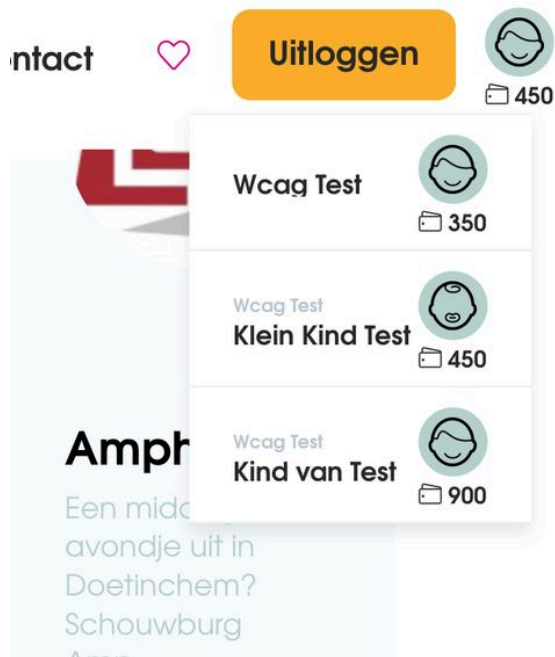 ntact
Uitloggen
450
Wcag Test
350
Wcag Test
Klein Kind Test
450
Wcag Test
Kind van Test
900
Amph
Een midd
avondje uit in
Doetinchem?
Schouwburg